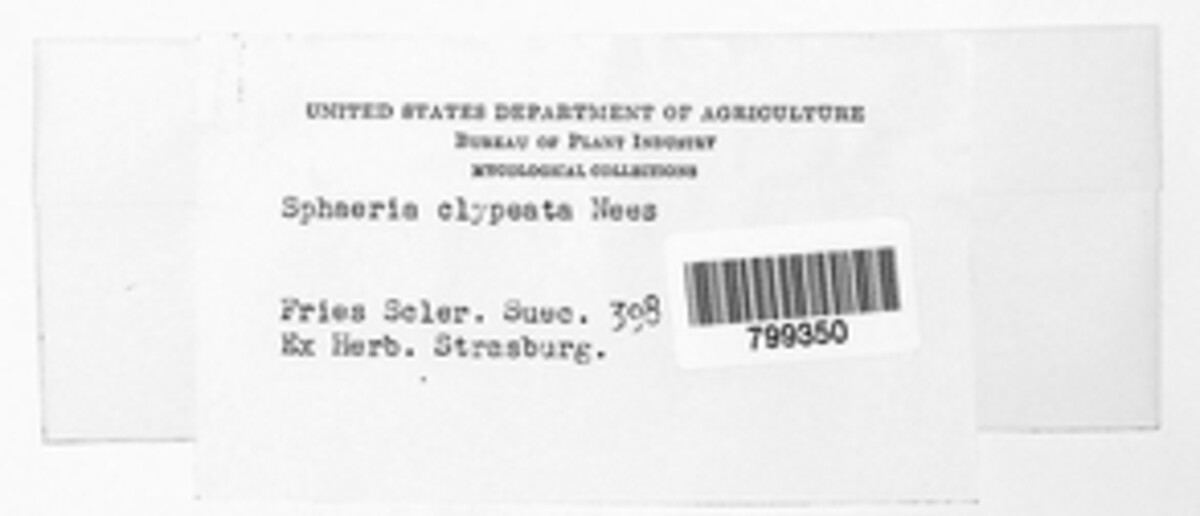 UNITED STATES DEPARTMENT OF AGRICULTURE
BUREAU OF PLANT INDUSTRY
MYCOLOGICAL COLLECTIONS
Sphaeria clypeata Nees
Fries Scler. Suec. 398
Ex Herb. Strasburg.
799350